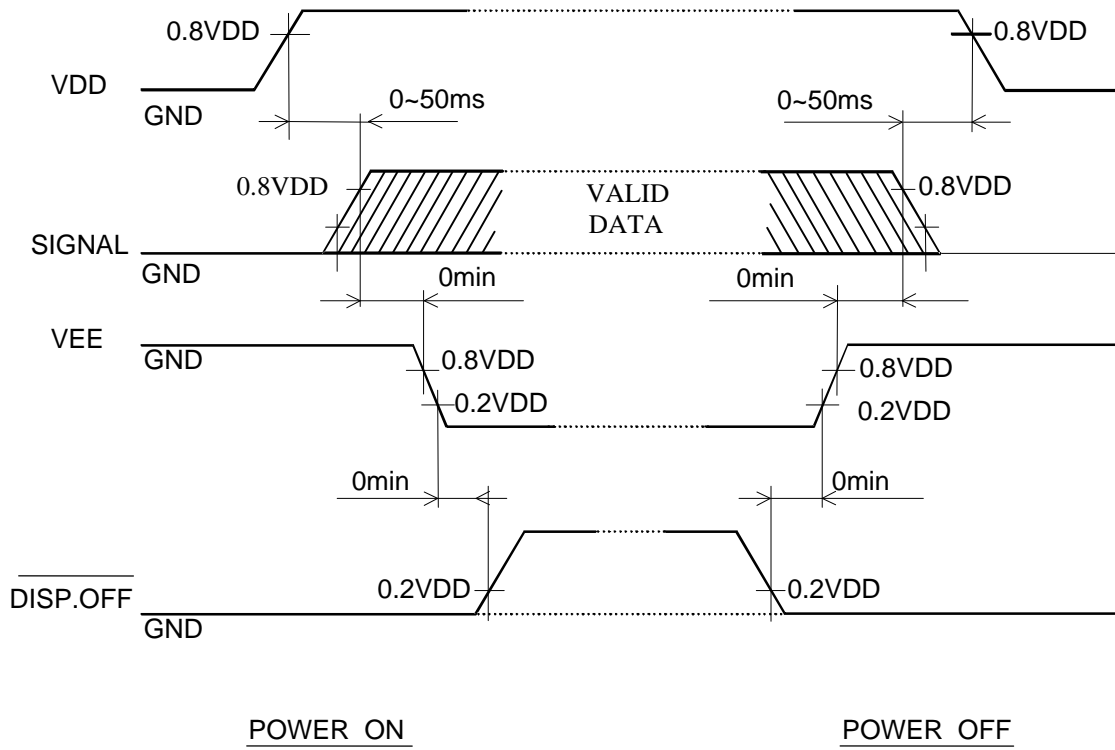 0.8VDD
0.8VDD
VDD
GND
0~50ms
0~50ms
0.8VDD
VALID
DATA
0.8VDD
SIGNAL
GND
0min
0min
VEE
GND
0.8VDD
0.8VDD
0.2VDD
0.2VDD
0min
0min
DISP.OFF
0.2VDD
0.2VDD
GND
POWER ON
POWER OFF